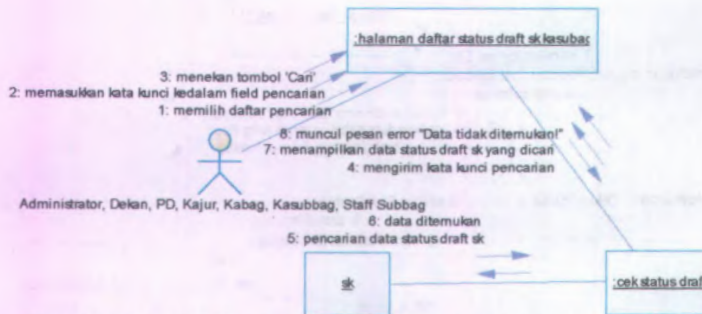 :halaman daftar status draft sk kasubag
3: menekan tombol 'Cari'
2: memasukkan kata kunci kedalam field pencarian
1: memilih daftar pencarian
8: muncul pesan error "Data tidak ditemukan!"
7: menampilkan data status draft sk yang dicari
4: mengirim kata kunci pencarian
Administrator, Dekan, PD, Kajur, Kabag, Kasubbag, Staff Subbag
6: data ditemukan
5: pencarian data status draft sk
sk
:cek status draf